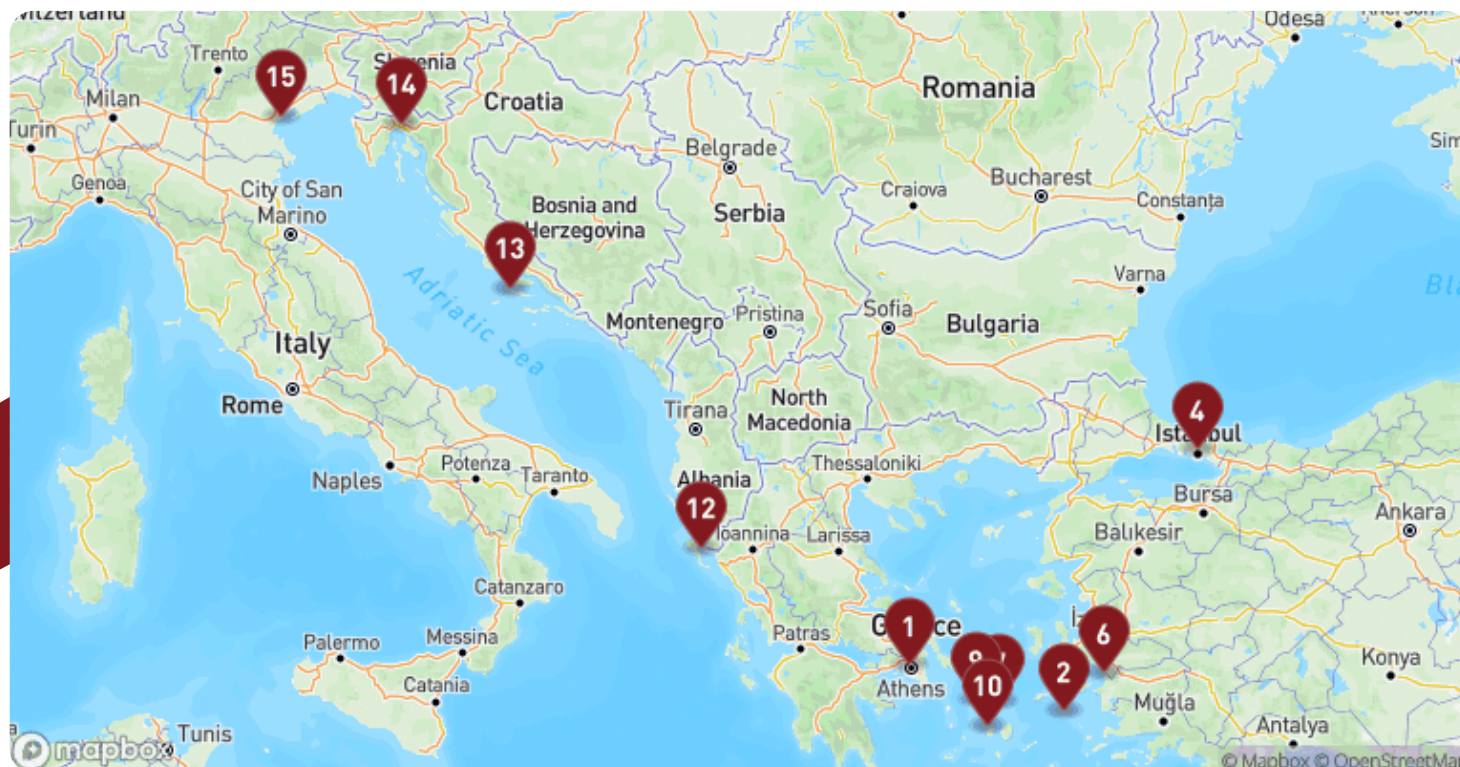 Odesa
Trento
15
14
Croatia
Romania
Milan
Turin
Belgrade
Genoa
City of San
Marino
Bosnia and
Herzegovina
Serbia
Craiova
Bucharest
Constanța
13
Adriatic Sea
Montenegro
Pristina
Sofia
Bulgaria
Varna
Italy
Rome
Tirana
North
Macedonia
4
Istanbul
Naples
Potenza
Taranto
Albania
Thessaloniki
Bursa
Ankara
12
Ioannina
Larissa
Balıkesir
Catanzaro
1
Greece
6
Palermo
Messina
Patras
9
2
Konya
Catania
Athens
10
Muğla
Antalya
Tunis
mapbox
© Mapbox © OpenStreetMap